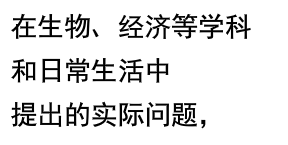 在生物、经济等学科
和日常生活中
提出的实际问题，